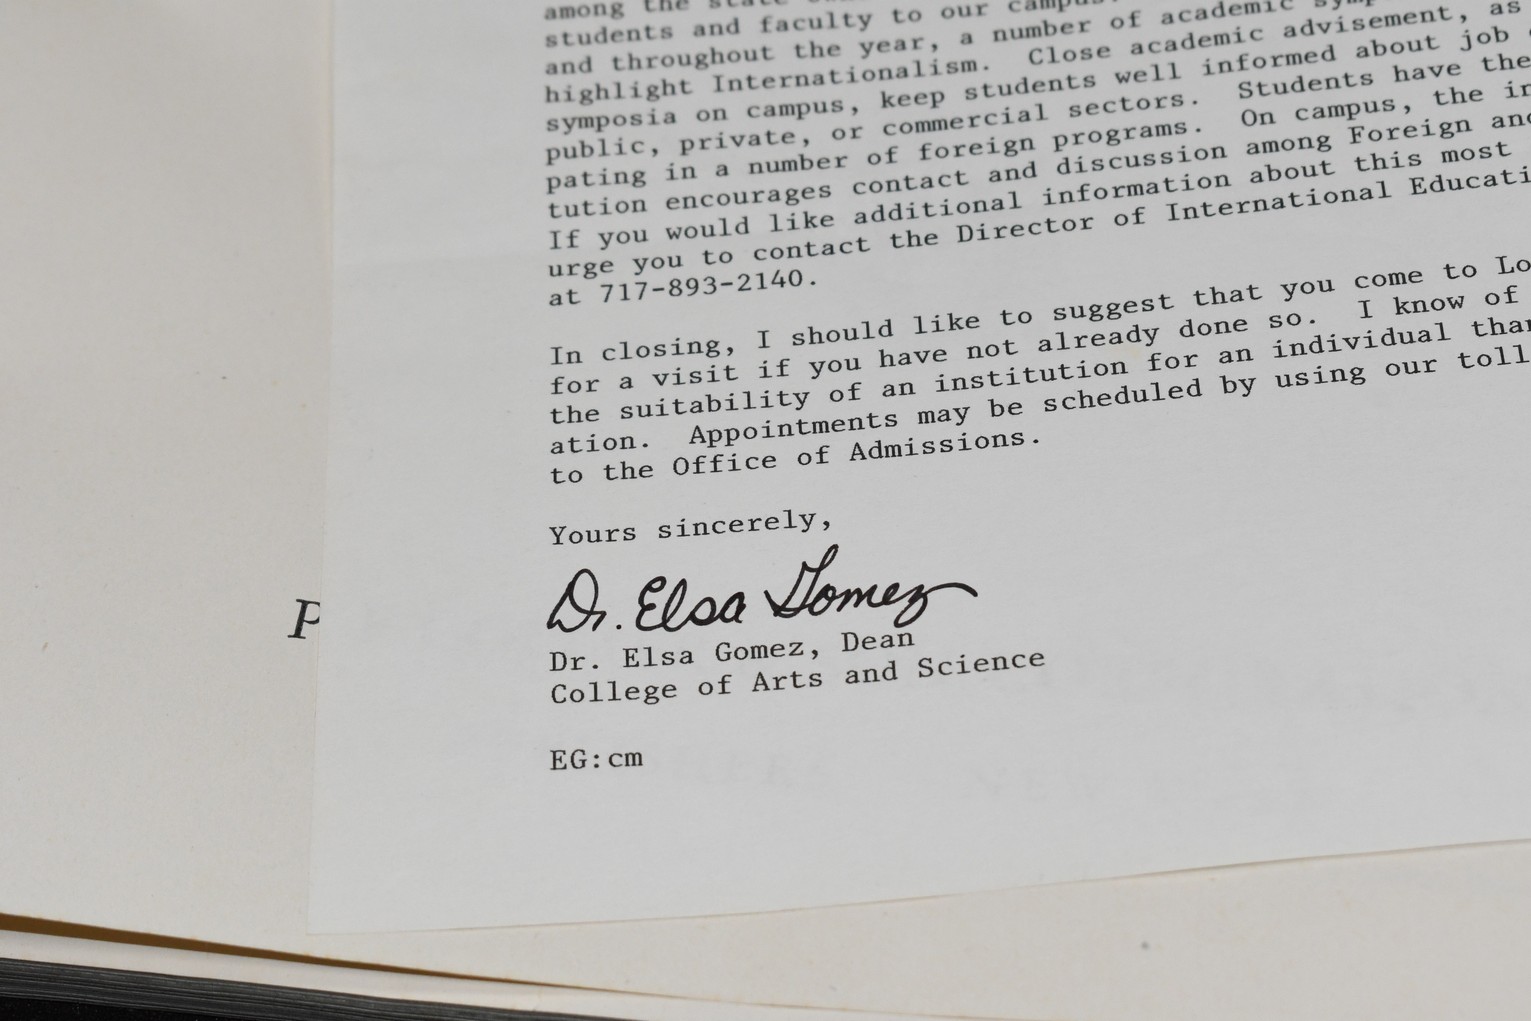 among the state
students and faculty to our campus.
and throughout the year, a number of academic
highlight Internationalism. Close academic advisement, as
symposia on campus, keep students well informed about job
public, private, or commercial sectors. Students have the
pating in a number of foreign programs. On campus, the in
tution encourages contact and discussion among Foreign and
If you would like additional information about this most
urge you to contact the Director of International Educati
at 717-893-2140.
In closing, I should like to suggest that you come to Lo
for a visit if you have not already done so. I know of
the suitability of an institution for an individual than
ation. Appointments may be scheduled by using our toll
to the Office of Admissions.
Yours sincerely,
Dr. Elsa Gomez
Dr. Elsa Gomez, Dean
College of Arts and Science
EG:cm
P